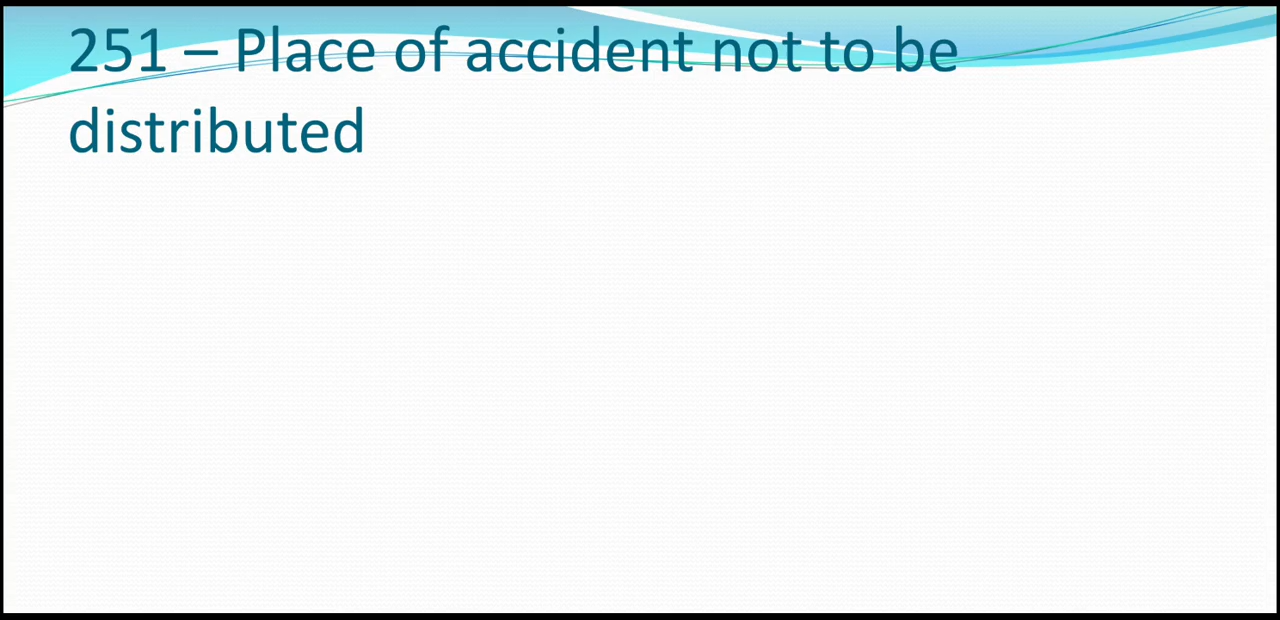 251 – Place of accident not to be
distributed